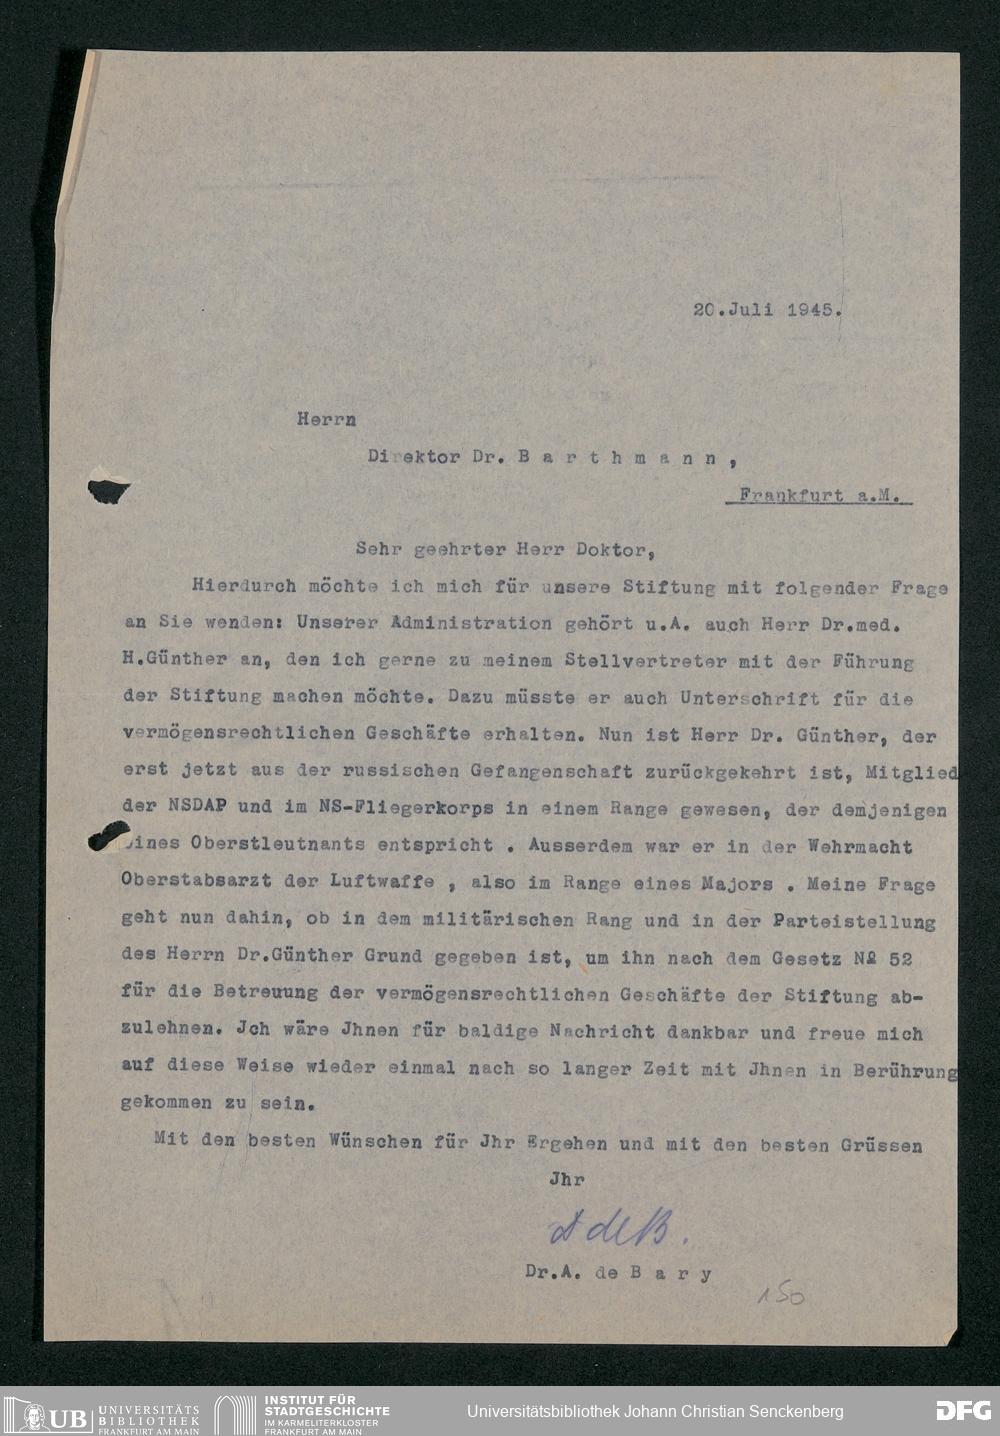 20.Juli 1945.
Herrn
Direktor Dr. B a r t h m a n n ,
Frankfurt a.M.
Sehr geehrter Herr Doktor,
Hierdurch möchte ich mich für unsere Stiftung mit folgender Frage
an Sie wenden: Unserer Administration gehört u.A. auch Herr Dr.med.
H.Günther an, den ich gerne zu meinem Stellvertreter mit der Führung
der Stiftung machen möchte. Dazu müsste er auch Unterschrift für die
vermögensrechtlichen Geschäfte erhalten. Nun ist Herr Dr. Günther, der
erst jetzt aus der russischen Gefangenschaft zurückgekehrt ist, Mitglied
der NSDAP und im NS-Fliegerkorps in einem Range gewesen, der demjenigen
eines Oberstleutnants entspricht . Ausserdem war er in der Wehrmacht
Oberstabsarzt der Luftwaffe , also im Range eines Majors . Meine Frage
geht nun dahin, ob in dem militärischen Rang und in der Parteistellung
des Herrn Dr.Günther Grund gegeben ist, um ihn nach dem Gesetz № 52
für die Betreuung der vermögensrechtlichen Geschäfte der Stiftung ab-
zulehnen. Jch wäre Jhnen für baldige Nachricht dankbar und freue mich
auf diese Weise wieder einmal nach so langer Zeit mit Jhnen in Berührung
gekommen zu sein.
Mit den besten Wünschen für Jhr Ergehen und mit den besten Grüssen
Jhr
A de B.
Dr.A. de B a r y
150
UB UNIVERSITÄTS
BIBLIOTHEK
FRANKFURT AM MAIN
INSTITUT FÜR
STADTGESCHICHTE
IM KARMELITERKLOSTER
FRANKFURT AM MAIN
Universitätsbibliothek Johann Christian Senckenberg
DFG